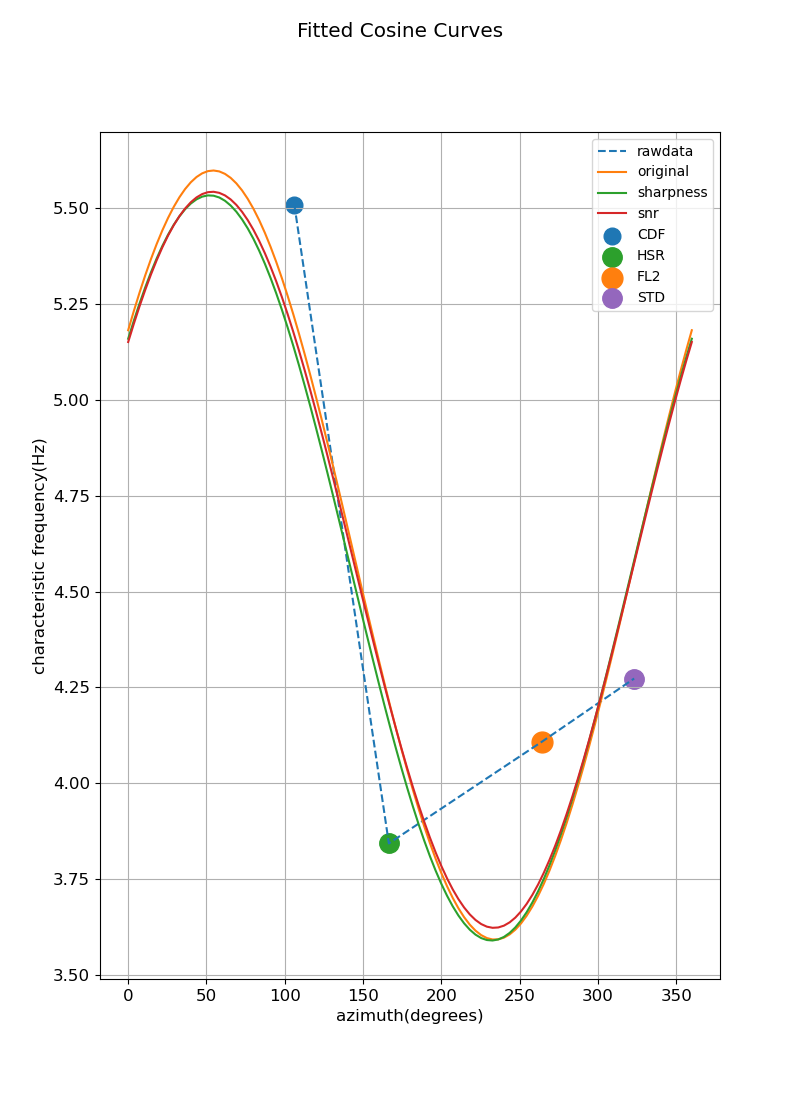 Fitted Cosine Curves
rawdata
original
sharpness
snr
CDF
HSR
FL2
STD
characteristic frequency(Hz)
5.50
5.25
5.00
4.75
4.50
4.25
4.00
3.75
3.50
0 50 100 150 200 250 300 350
azimuth(degrees)